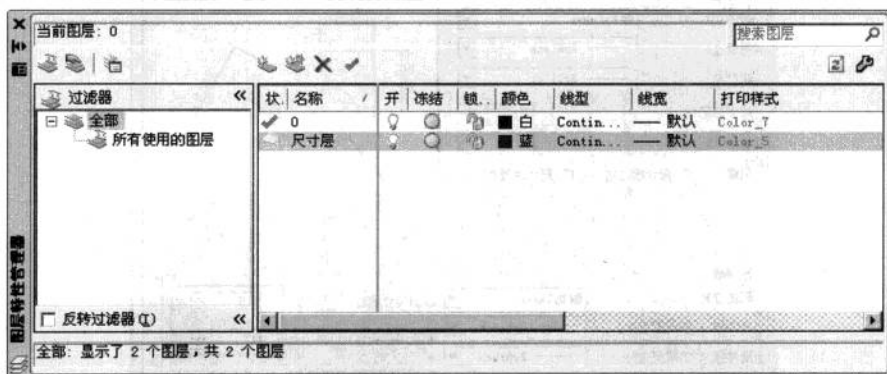 当前图层: 0
搜索图层
过滤器
全部
所有使用的图层
状. 名称 开 冻结 锁.. 颜色 线型 线宽 打印样式
0 白 Contin... —— 默认 Color_7
尺寸层 蓝 Contin... —— 默认 Color_5
反转过滤器(I)
图层特性管理器
全部: 显示了 2 个图层,共 2 个图层